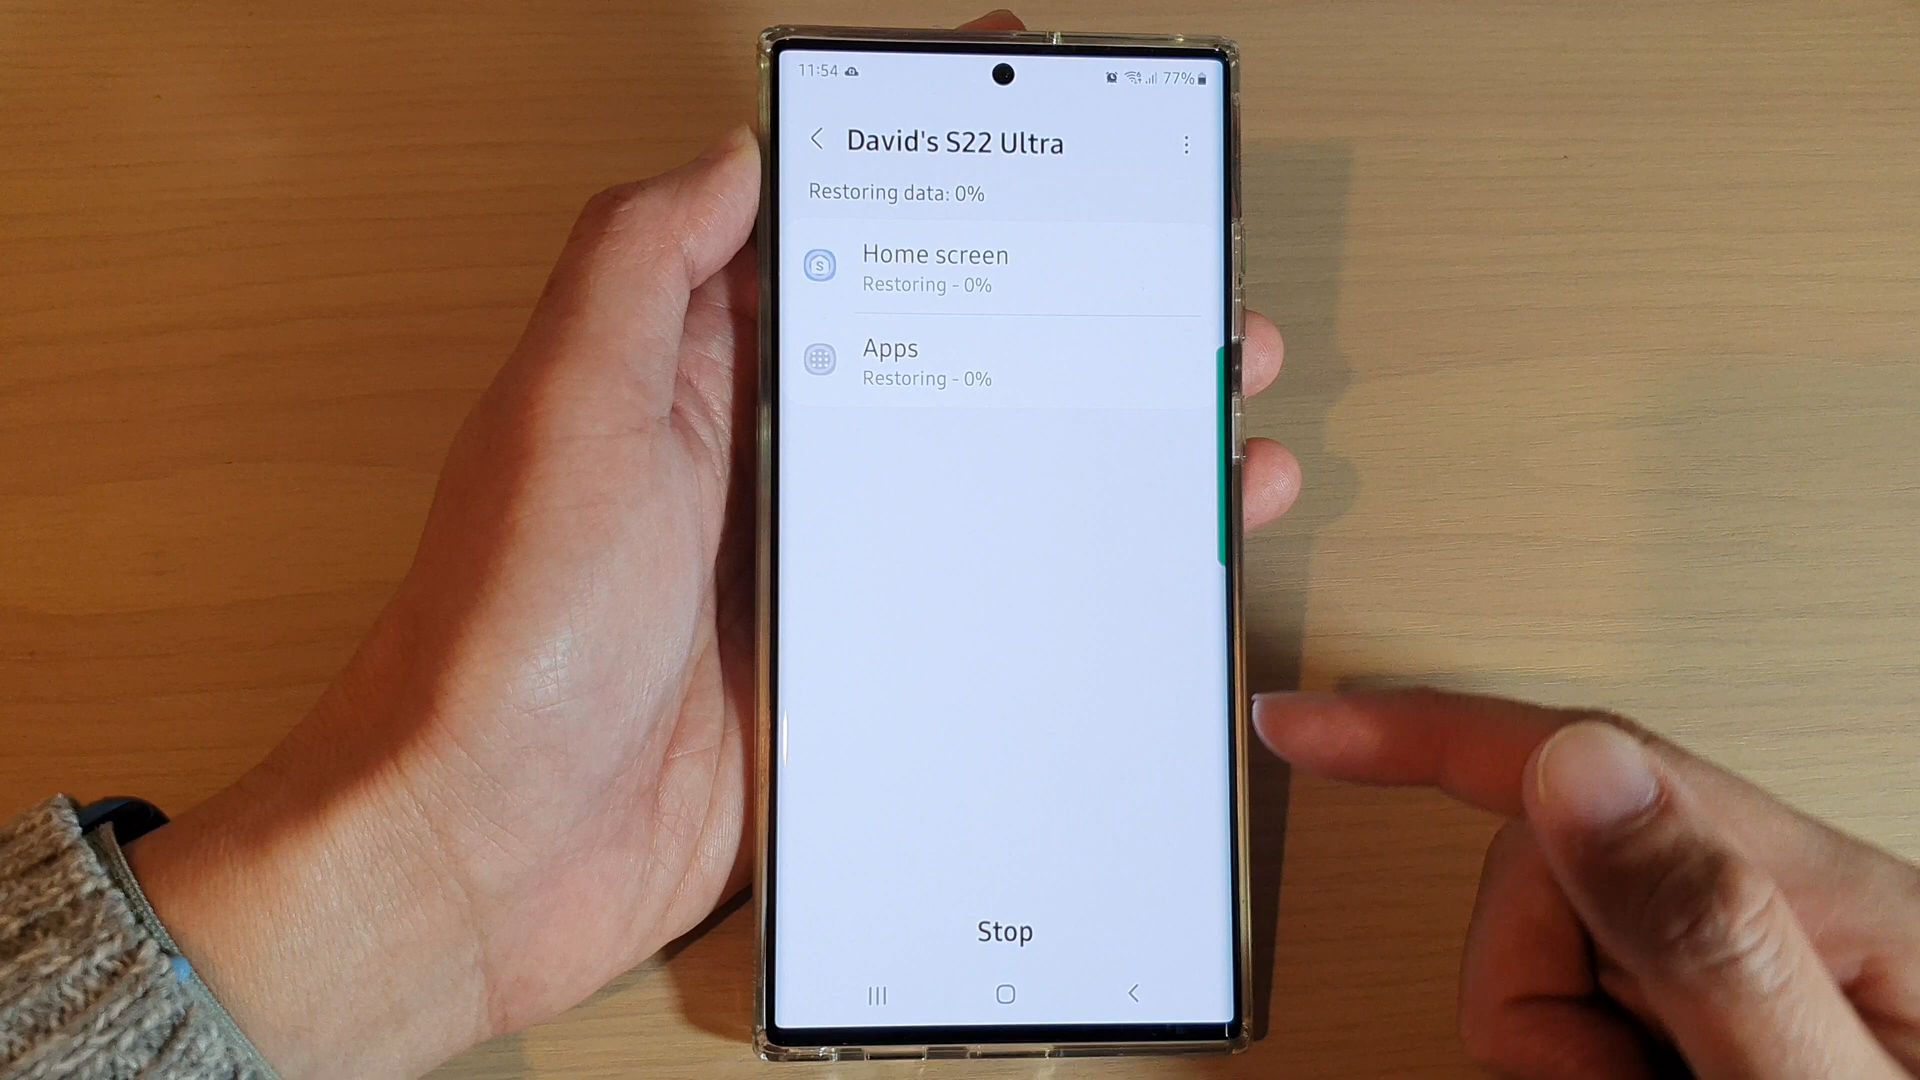 11:54
77%
David's S22 Ultra
Restoring data: 0%
S
Home screen
Restoring - 0%
Apps
Restoring - 0%
Stop